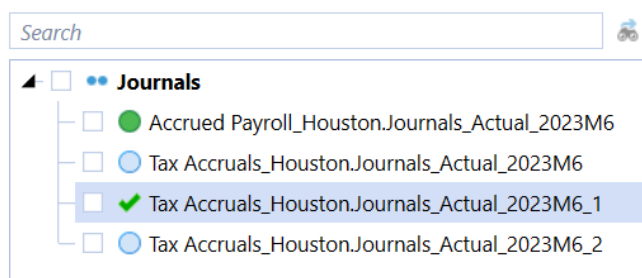 Search
Journals
Accrued Payroll_Houston.Journals_Actual_2023M6
Tax Accruals_Houston.Journals_Actual_2023M6
Tax Accruals_Houston.Journals_Actual_2023M6_1
Tax Accruals_Houston.Journals_Actual_2023M6_2